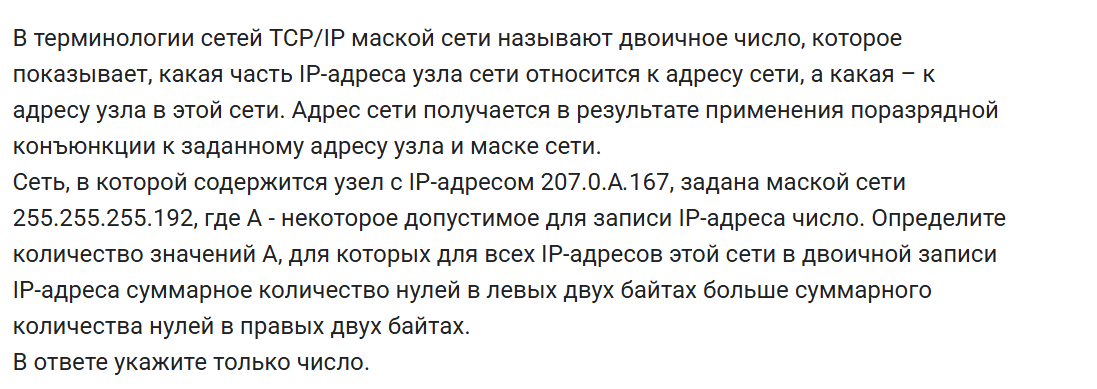 В терминологии сетей TCP/IP маской сети называют двоичное число, которое
показывает, какая часть IP-адреса узла сети относится к адресу сети, а какая – к
адресу узла в этой сети. Адрес сети получается в результате применения поразрядной
конъюнкции к заданному адресу узла и маске сети.
Сеть, в которой содержится узел с IP-адресом 207.0.A.167, задана маской сети
255.255.255.192, где A - некоторое допустимое для записи IP-адреса число. Определите
количество значений A, для которых для всех IP-адресов этой сети в двоичной записи
IP-адреса суммарное количество нулей в левых двух байтах больше суммарного
количества нулей в правых двух байтах.
В ответе укажите только число.